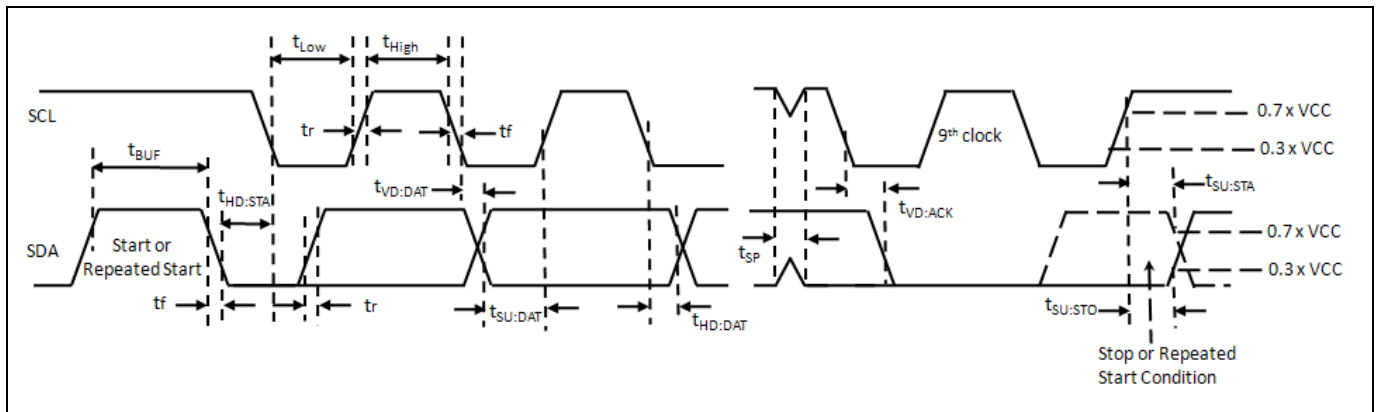 tLow
tHigh
SCL
tr
tf
9th clock
0.7 x VCC
0.3 x VCC
tBUF
tHD:STA
tVD:DAT
tSU:STA
tVD:ACK
SDA
Start or
Repeated Start
tSP
0.7 x VCC
0.3 x VCC
tf
tr
tSU:DAT
tHD:DAT
tSU:STO
Stop or Repeated
Start Condition